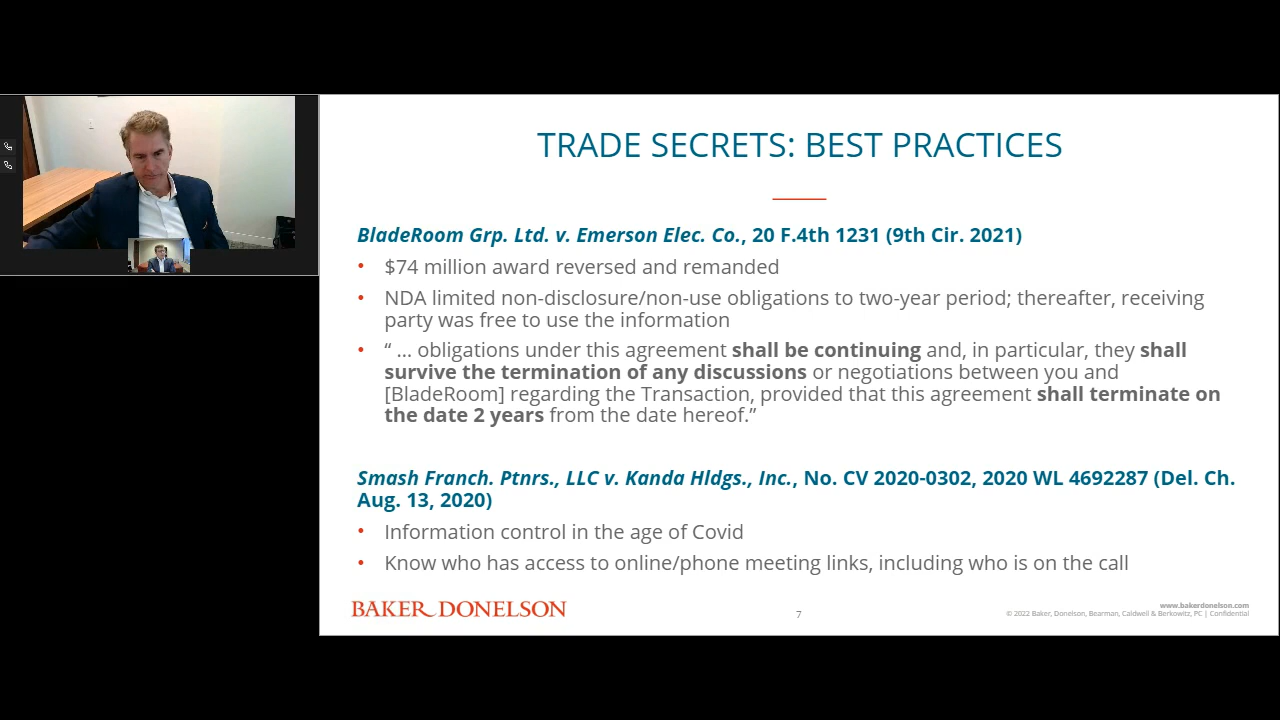 TRADE SECRETS: BEST PRACTICES
BladeRoom Grp. Ltd. v. Emerson Elec. Co., 20 F.4th 1231 (9th Cir. 2021)
• $74 million award reversed and remanded
• NDA limited non-disclosure/non-use obligations to two-year period; thereafter, receiving
party was free to use the information
• “ ... obligations under this agreement shall be continuing and, in particular, they shall
survive the termination of any discussions or negotiations between you and
[BladeRoom] regarding the Transaction, provided that this agreement shall terminate on
the date 2 years from the date hereof.”
Smash Franch. Ptnrs., LLC v. Kanda Hldgs., Inc., No. CV 2020-0302, 2020 WL 4692287 (Del. Ch.
Aug. 13, 2020)
• Information control in the age of Covid
• Know who has access to online/phone meeting links, including who is on the call
BAKER DONELSON
7
www.bakerdonelson.com
© 2022 Baker, Donelson, Bearman, Caldwell & Berkowitz, PC | Confidential